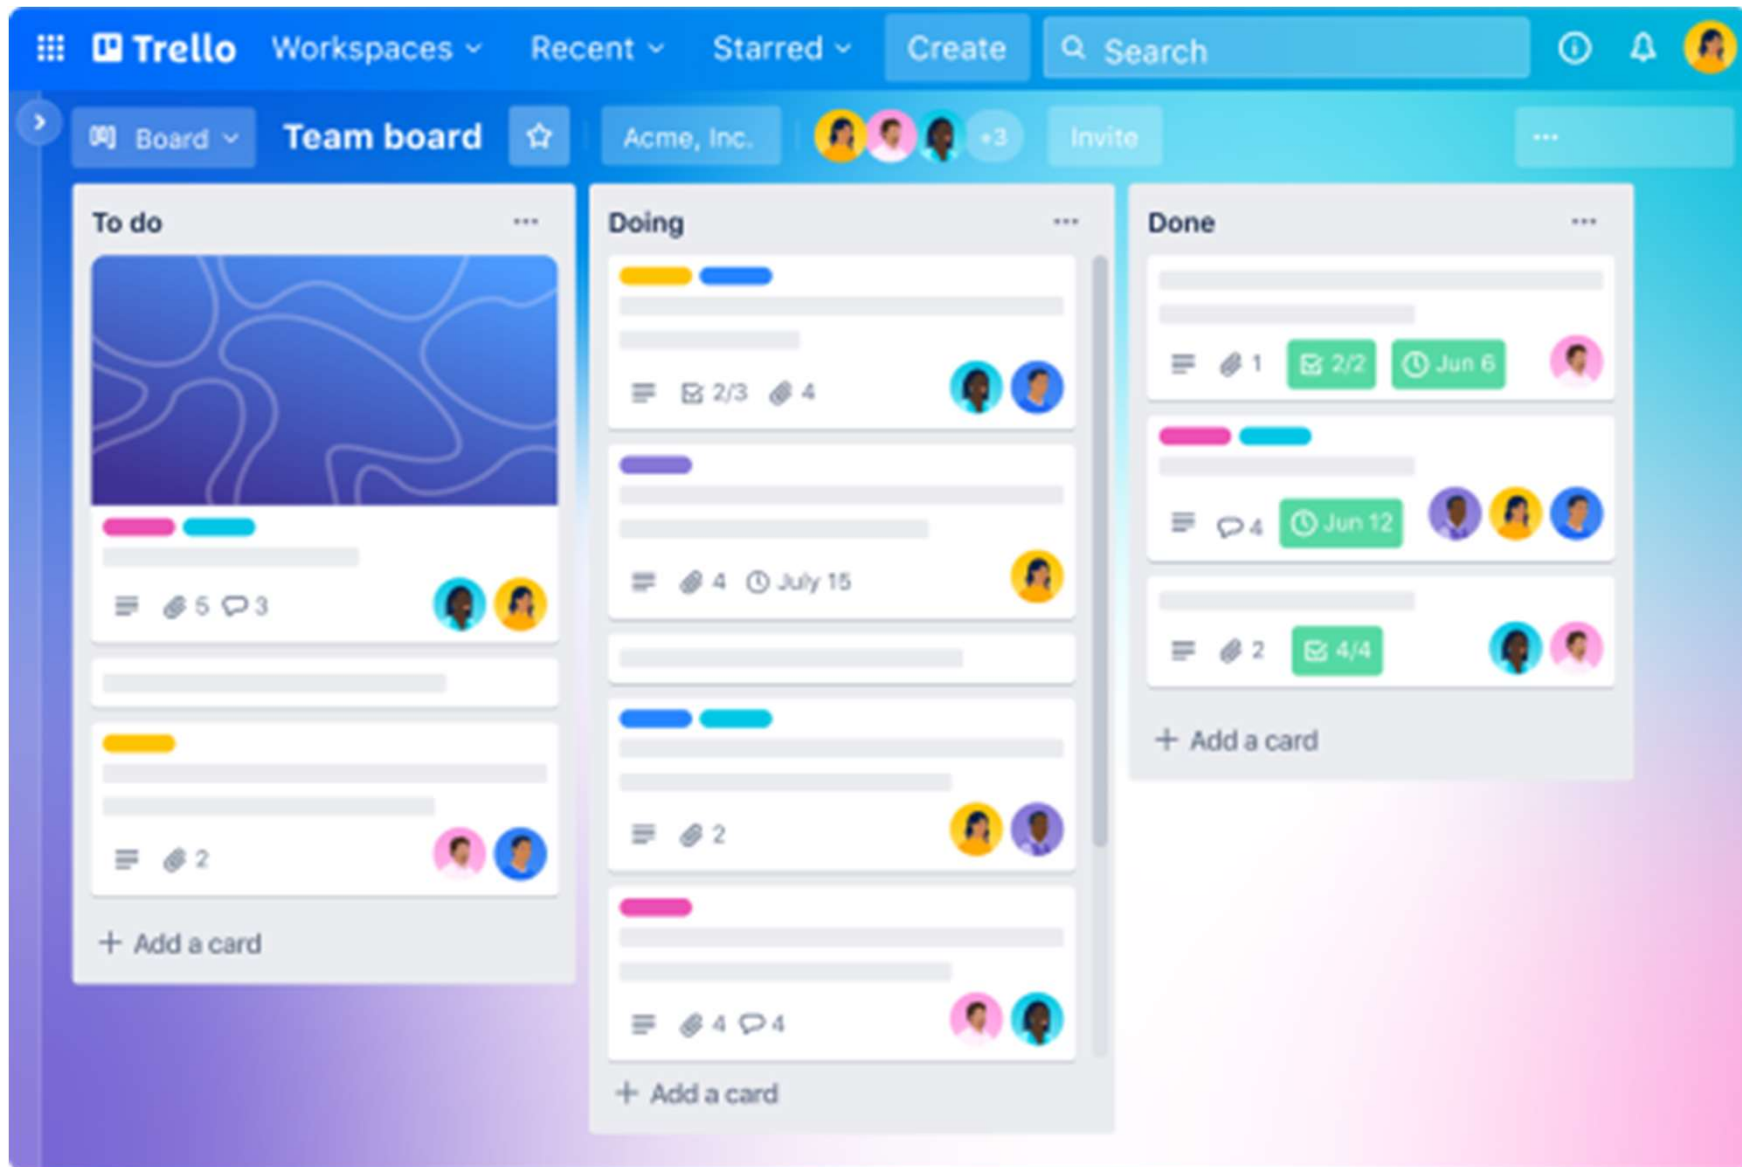 Trello Workspaces Recent Starred Create Search
Board Team board Acme, Inc. +3 Invite
To do
5 3
2
+ Add a card
Doing
2/3 4
4 July 15
2
4 4
+ Add a card
Done
1 2/2 Jun 6
4 Jun 12
2 4/4
+ Add a card